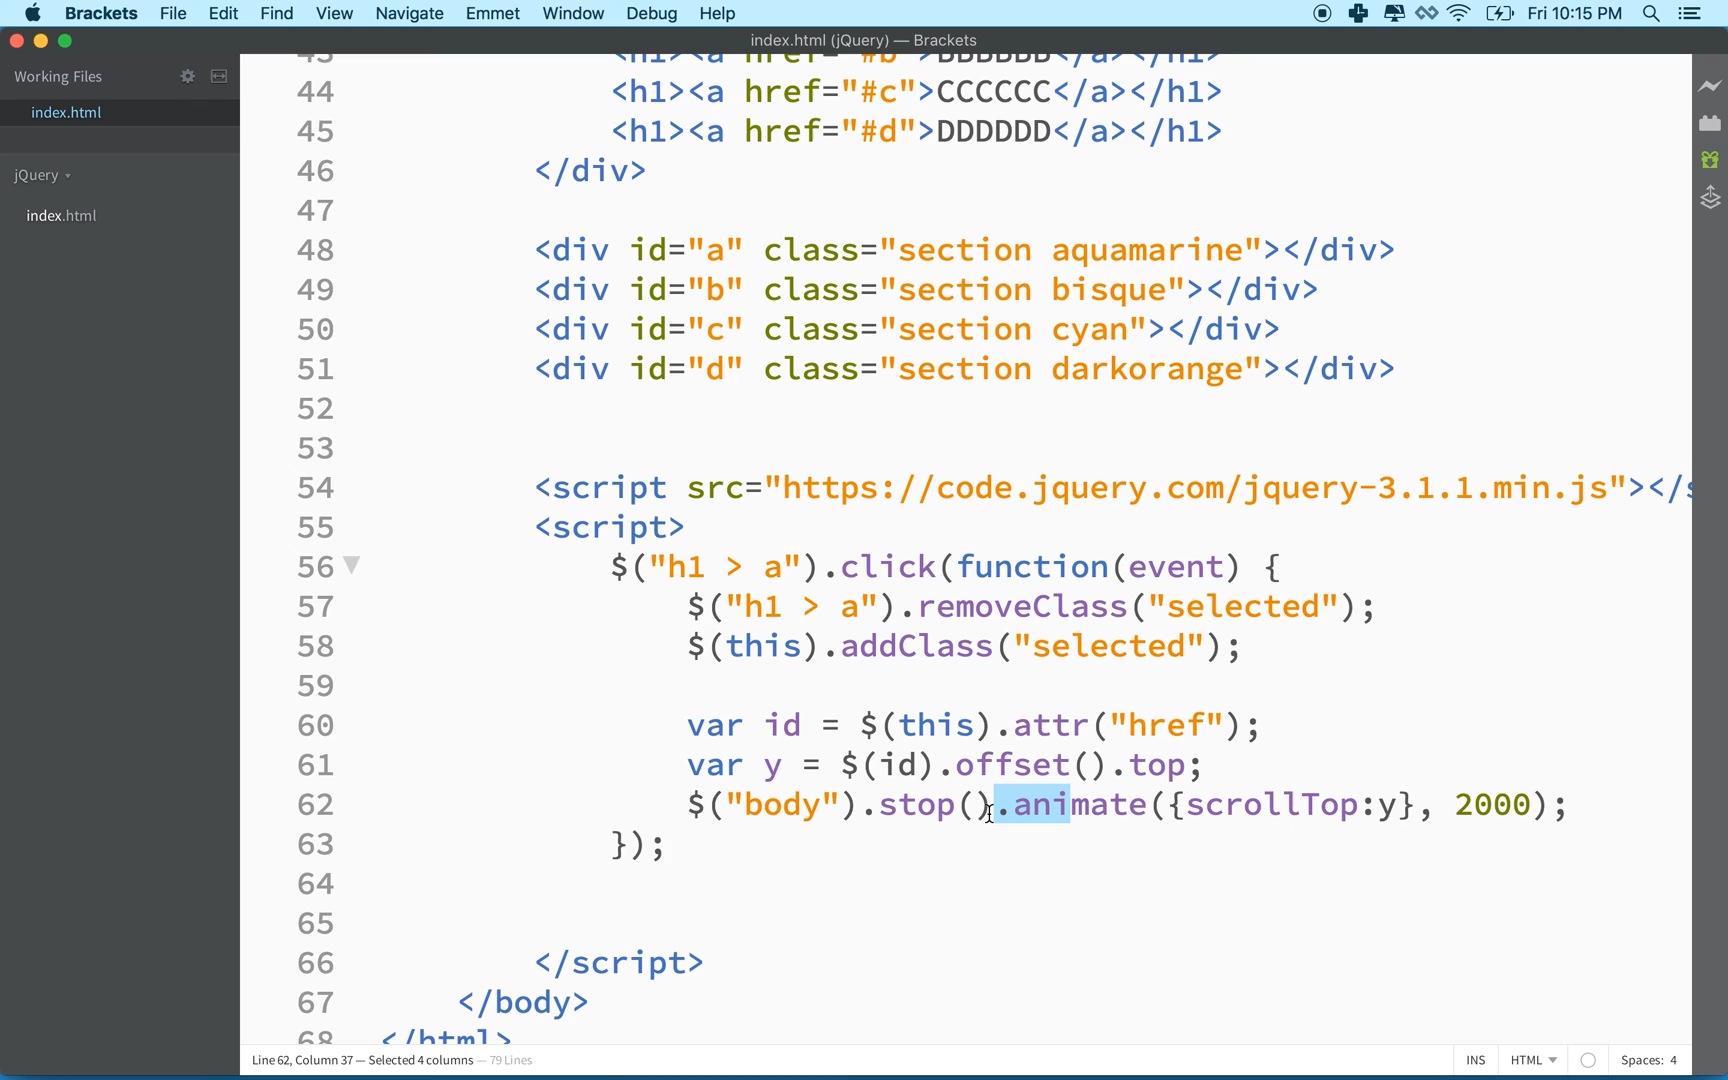 Brackets File Edit Find View Navigate Emmet Window Debug Help Fri 10:15 PM
index.html (jQuery) — Brackets
Working Files
index.html
jQuery
index.html
43 <h1><a href="#b">BBBBBB</a></h1>
44 <h1><a href="#c">CCCCCC</a></h1>
45 <h1><a href="#d">DDDDDD</a></h1>
46 </div>
47
48 <div id="a" class="section aquamarine"></div>
49 <div id="b" class="section bisque"></div>
50 <div id="c" class="section cyan"></div>
51 <div id="d" class="section darkorange"></div>
52
53
54 <script src="https://code.jquery.com/jquery-3.1.1.min.js"></s
55 <script>
56 $("h1 > a").click(function(event) {
57 $("h1 > a").removeClass("selected");
58 $(this).addClass("selected");
59
60 var id = $(this).attr("href");
61 var y = $(id).offset().top;
62 $("body").stop().animate({scrollTop:y}, 2000);
63 });
64
65
66 </script>
67 </body>
68 </html>
Line 62, Column 37 — Selected 4 columns — 79 Lines INS HTML Spaces: 4